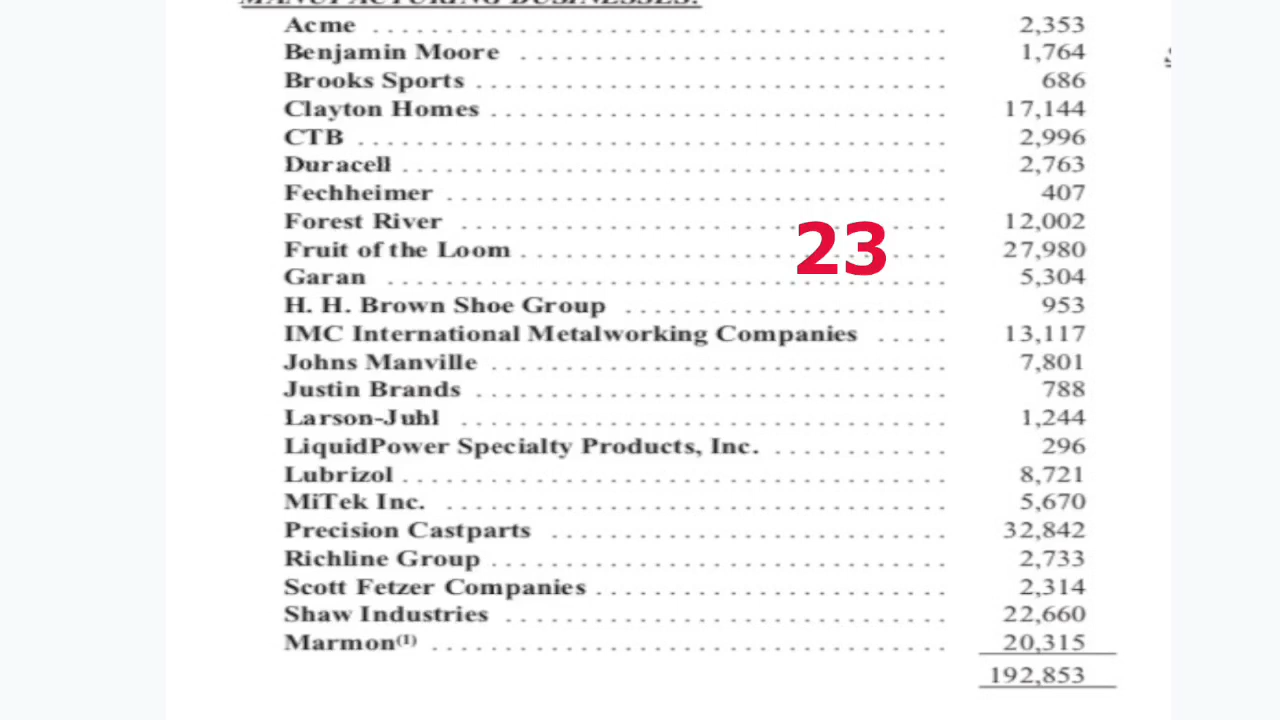 MANUFACTURING BUSINESSES:
Acme . . . . . . . . . . . . . . . . . . . . . . . . . . . . . . . . . . . . . . . . 2,353
Benjamin Moore . . . . . . . . . . . . . . . . . . . . . . . . . . . . . . 1,764
Brooks Sports . . . . . . . . . . . . . . . . . . . . . . . . . . . . . . . . . 686
Clayton Homes . . . . . . . . . . . . . . . . . . . . . . . . . . . . . . . . 17,144
CTB . . . . . . . . . . . . . . . . . . . . . . . . . . . . . . . . . . . . . . . . . 2,996
Duracell . . . . . . . . . . . . . . . . . . . . . . . . . . . . . . . . . . . . . . 2,763
Fechheimer . . . . . . . . . . . . . . . . . . . . . . . . . . . . . . . . . . . 407
Forest River . . . . . . . . . . . . . . . . . . . . . . . . . . . . . . . . . . 12,002
23
Fruit of the Loom . . . . . . . . . . . . . . . . . . . . . . . . . . . . . . 27,980
Garan . . . . . . . . . . . . . . . . . . . . . . . . . . . . . . . . . . . . . . . 5,304
H. H. Brown Shoe Group . . . . . . . . . . . . . . . . . . . . . . . 953
IMC International Metalworking Companies . . . . . 13,117
Johns Manville . . . . . . . . . . . . . . . . . . . . . . . . . . . . . . . . 7,801
Justin Brands . . . . . . . . . . . . . . . . . . . . . . . . . . . . . . . . . 788
Larson-Juhl . . . . . . . . . . . . . . . . . . . . . . . . . . . . . . . . . . 1,244
LiquidPower Specialty Products, Inc. . . . . . . . . . . . . 296
Lubrizol . . . . . . . . . . . . . . . . . . . . . . . . . . . . . . . . . . . . . . 8,721
MiTek Inc. . . . . . . . . . . . . . . . . . . . . . . . . . . . . . . . . . . . 5,670
Precision Castparts . . . . . . . . . . . . . . . . . . . . . . . . . . . . 32,842
Richline Group . . . . . . . . . . . . . . . . . . . . . . . . . . . . . . . . 2,733
Scott Fetzer Companies . . . . . . . . . . . . . . . . . . . . . . . . . 2,314
Shaw Industries . . . . . . . . . . . . . . . . . . . . . . . . . . . . . . . 22,660
Marmon(1) . . . . . . . . . . . . . . . . . . . . . . . . . . . . . . . . . . . . 20,315
192,853